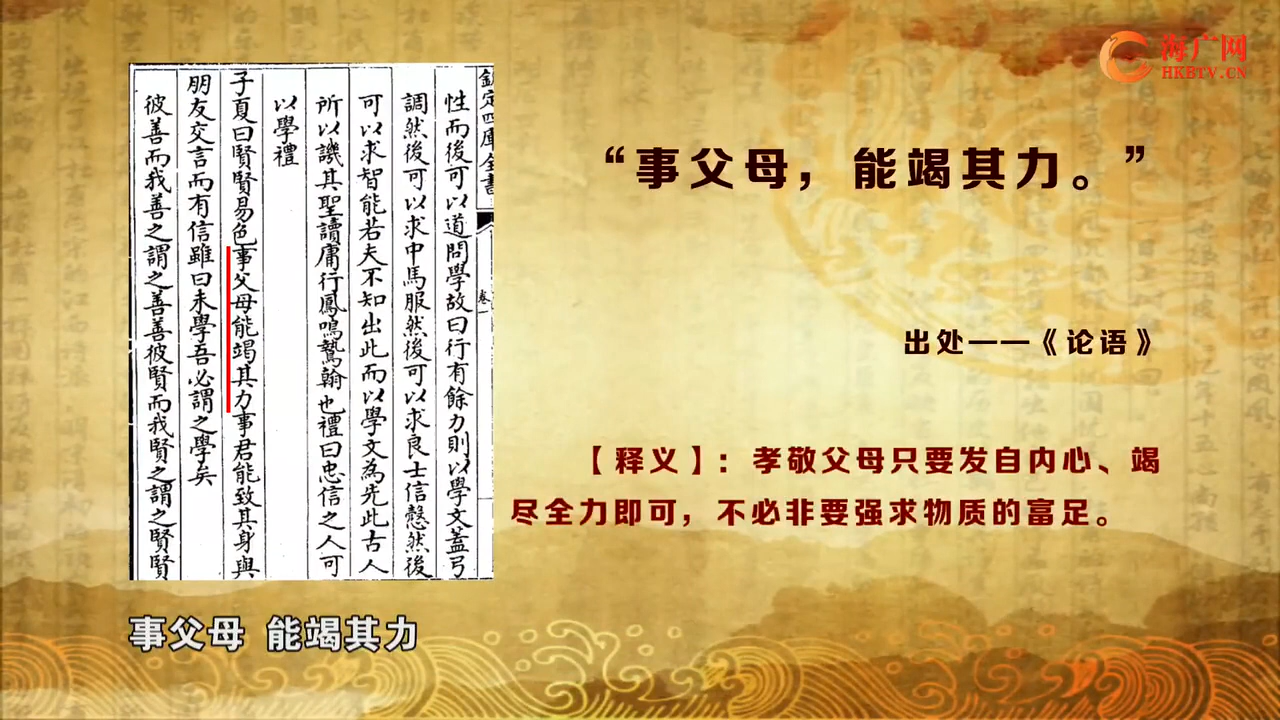 海广网
HKBTV.CN
“事父母，能竭其力。”
出处——《论语》
【释义】：孝敬父母只要发自内心、竭
尽全力即可，不必非要强求物质的富足。
欽定四庫全書
卷一
性而後可以道問學故曰行有餘力則以學文蓋弓
調然後可以求中馬服然後可以求良士信慤然後
可以求智能若夫不知出此而以學文為先此古人
所以譏其聖讀庸行鳳鳴鷙翰也禮曰忠信之人可
以學禮
子夏曰賢賢易色事父母能竭其力事君能致其身與
朋友交言而有信雖曰未學吾必謂之學矣
彼善而我善之謂之善善彼賢而我賢之謂之賢賢
事父母 能竭其力